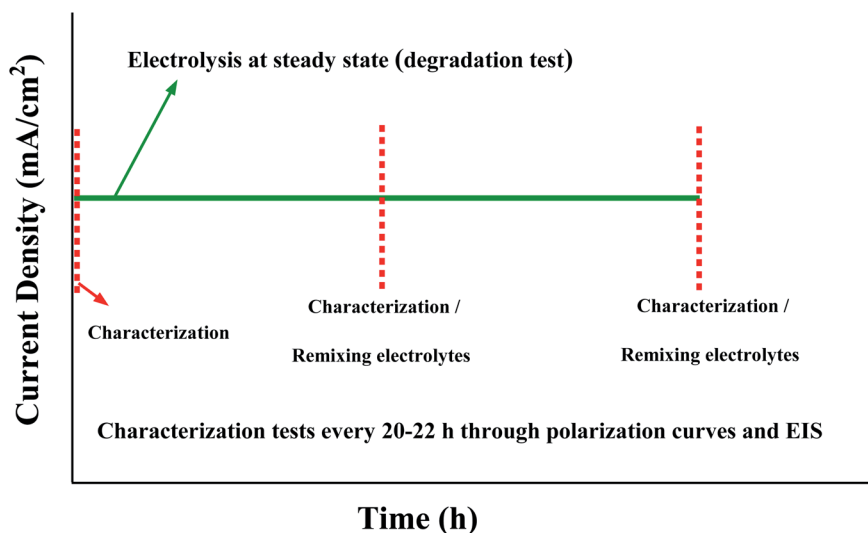 Electrolysis at steady state (degradation test)
Current Density (mA/cm²)
Characterization
Characterization /
Remixing electrolytes
Characterization /
Remixing electrolytes
Characterization tests every 20-22 h through polarization curves and EIS
Time (h)